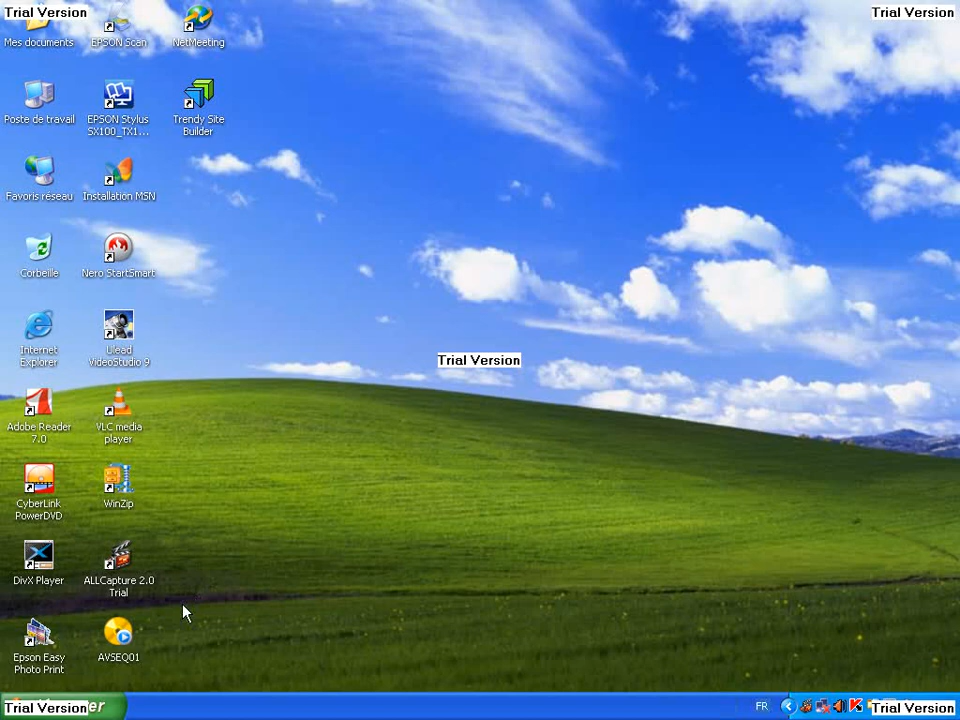 Trial Version
Trial Version
Mes documents
EPSON Scan
NetMeeting
Poste de travail
EPSON Stylus
SX100_TX1...
Trendy Site
Builder
Favoris réseau
Installation MSN
Corbeille
Nero StartSmart
Internet
Explorer
Ulead
VideoStudio 9
Trial Version
Adobe Reader
7.0
VLC media
player
CyberLink
PowerDVD
WinZip
DivX Player
ALLCapture 2.0
Trial
Epson Easy
Photo Print
AVSEQ01
Trial Version
FR
Trial Version